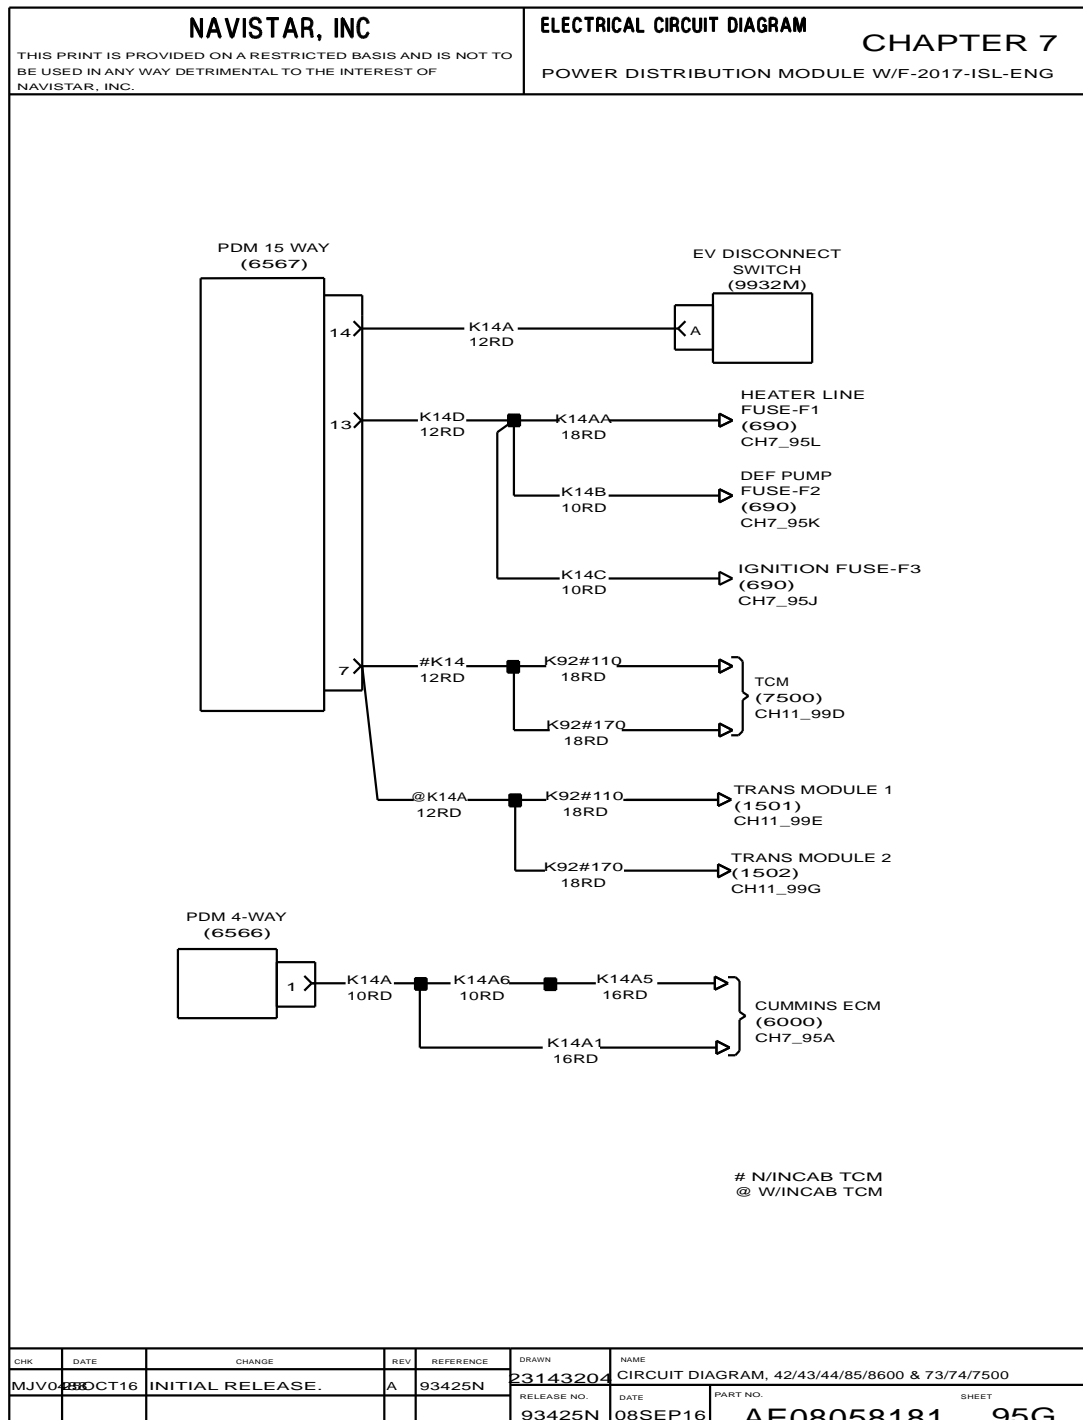 NAVISTAR, INC
THIS PRINT IS PROVIDED ON A RESTRICTED BASIS AND IS NOT TO
BE USED IN ANY WAY DETRIMENTAL TO THE INTEREST OF
NAVISTAR, INC.
ELECTRICAL CIRCUIT DIAGRAM
CHAPTER 7
POWER DISTRIBUTION MODULE W/F-2017-ISL-ENG
PDM 15 WAY
(6567)
EV DISCONNECT
SWITCH
(9932M)
14
K14A
12RD
A
13
K14D
12RD
K14AA
18RD
HEATER LINE
FUSE-F1
(690)
CH7_95L
K14B
10RD
DEF PUMP
FUSE-F2
(690)
CH7_95K
K14C
10RD
IGNITION FUSE-F3
(690)
CH7_95J
7
#K14
12RD
K92#110
18RD
K92#170
18RD
TCM
(7500)
CH11_99D
@K14A
12RD
K92#110
18RD
TRANS MODULE 1
(1501)
CH11_99E
K92#170
18RD
TRANS MODULE 2
(1502)
CH11_99G
PDM 4-WAY
(6566)
1
K14A
10RD
K14A6
10RD
K14A5
16RD
K14A1
16RD
CUMMINS ECM
(6000)
CH7_95A
# N/INCAB TCM
@ W/INCAB TCM
CHK DATE CHANGE REV REFERENCE
INITIAL RELEASE. A 93425N
DRAWN
23143204
NAME
CIRCUIT DIAGRAM, 42/43/44/85/8600 & 73/74/7500
RELEASE NO.
93425N
DATE
08SEP16
PART NO.
AE08058181
SHEET
95G